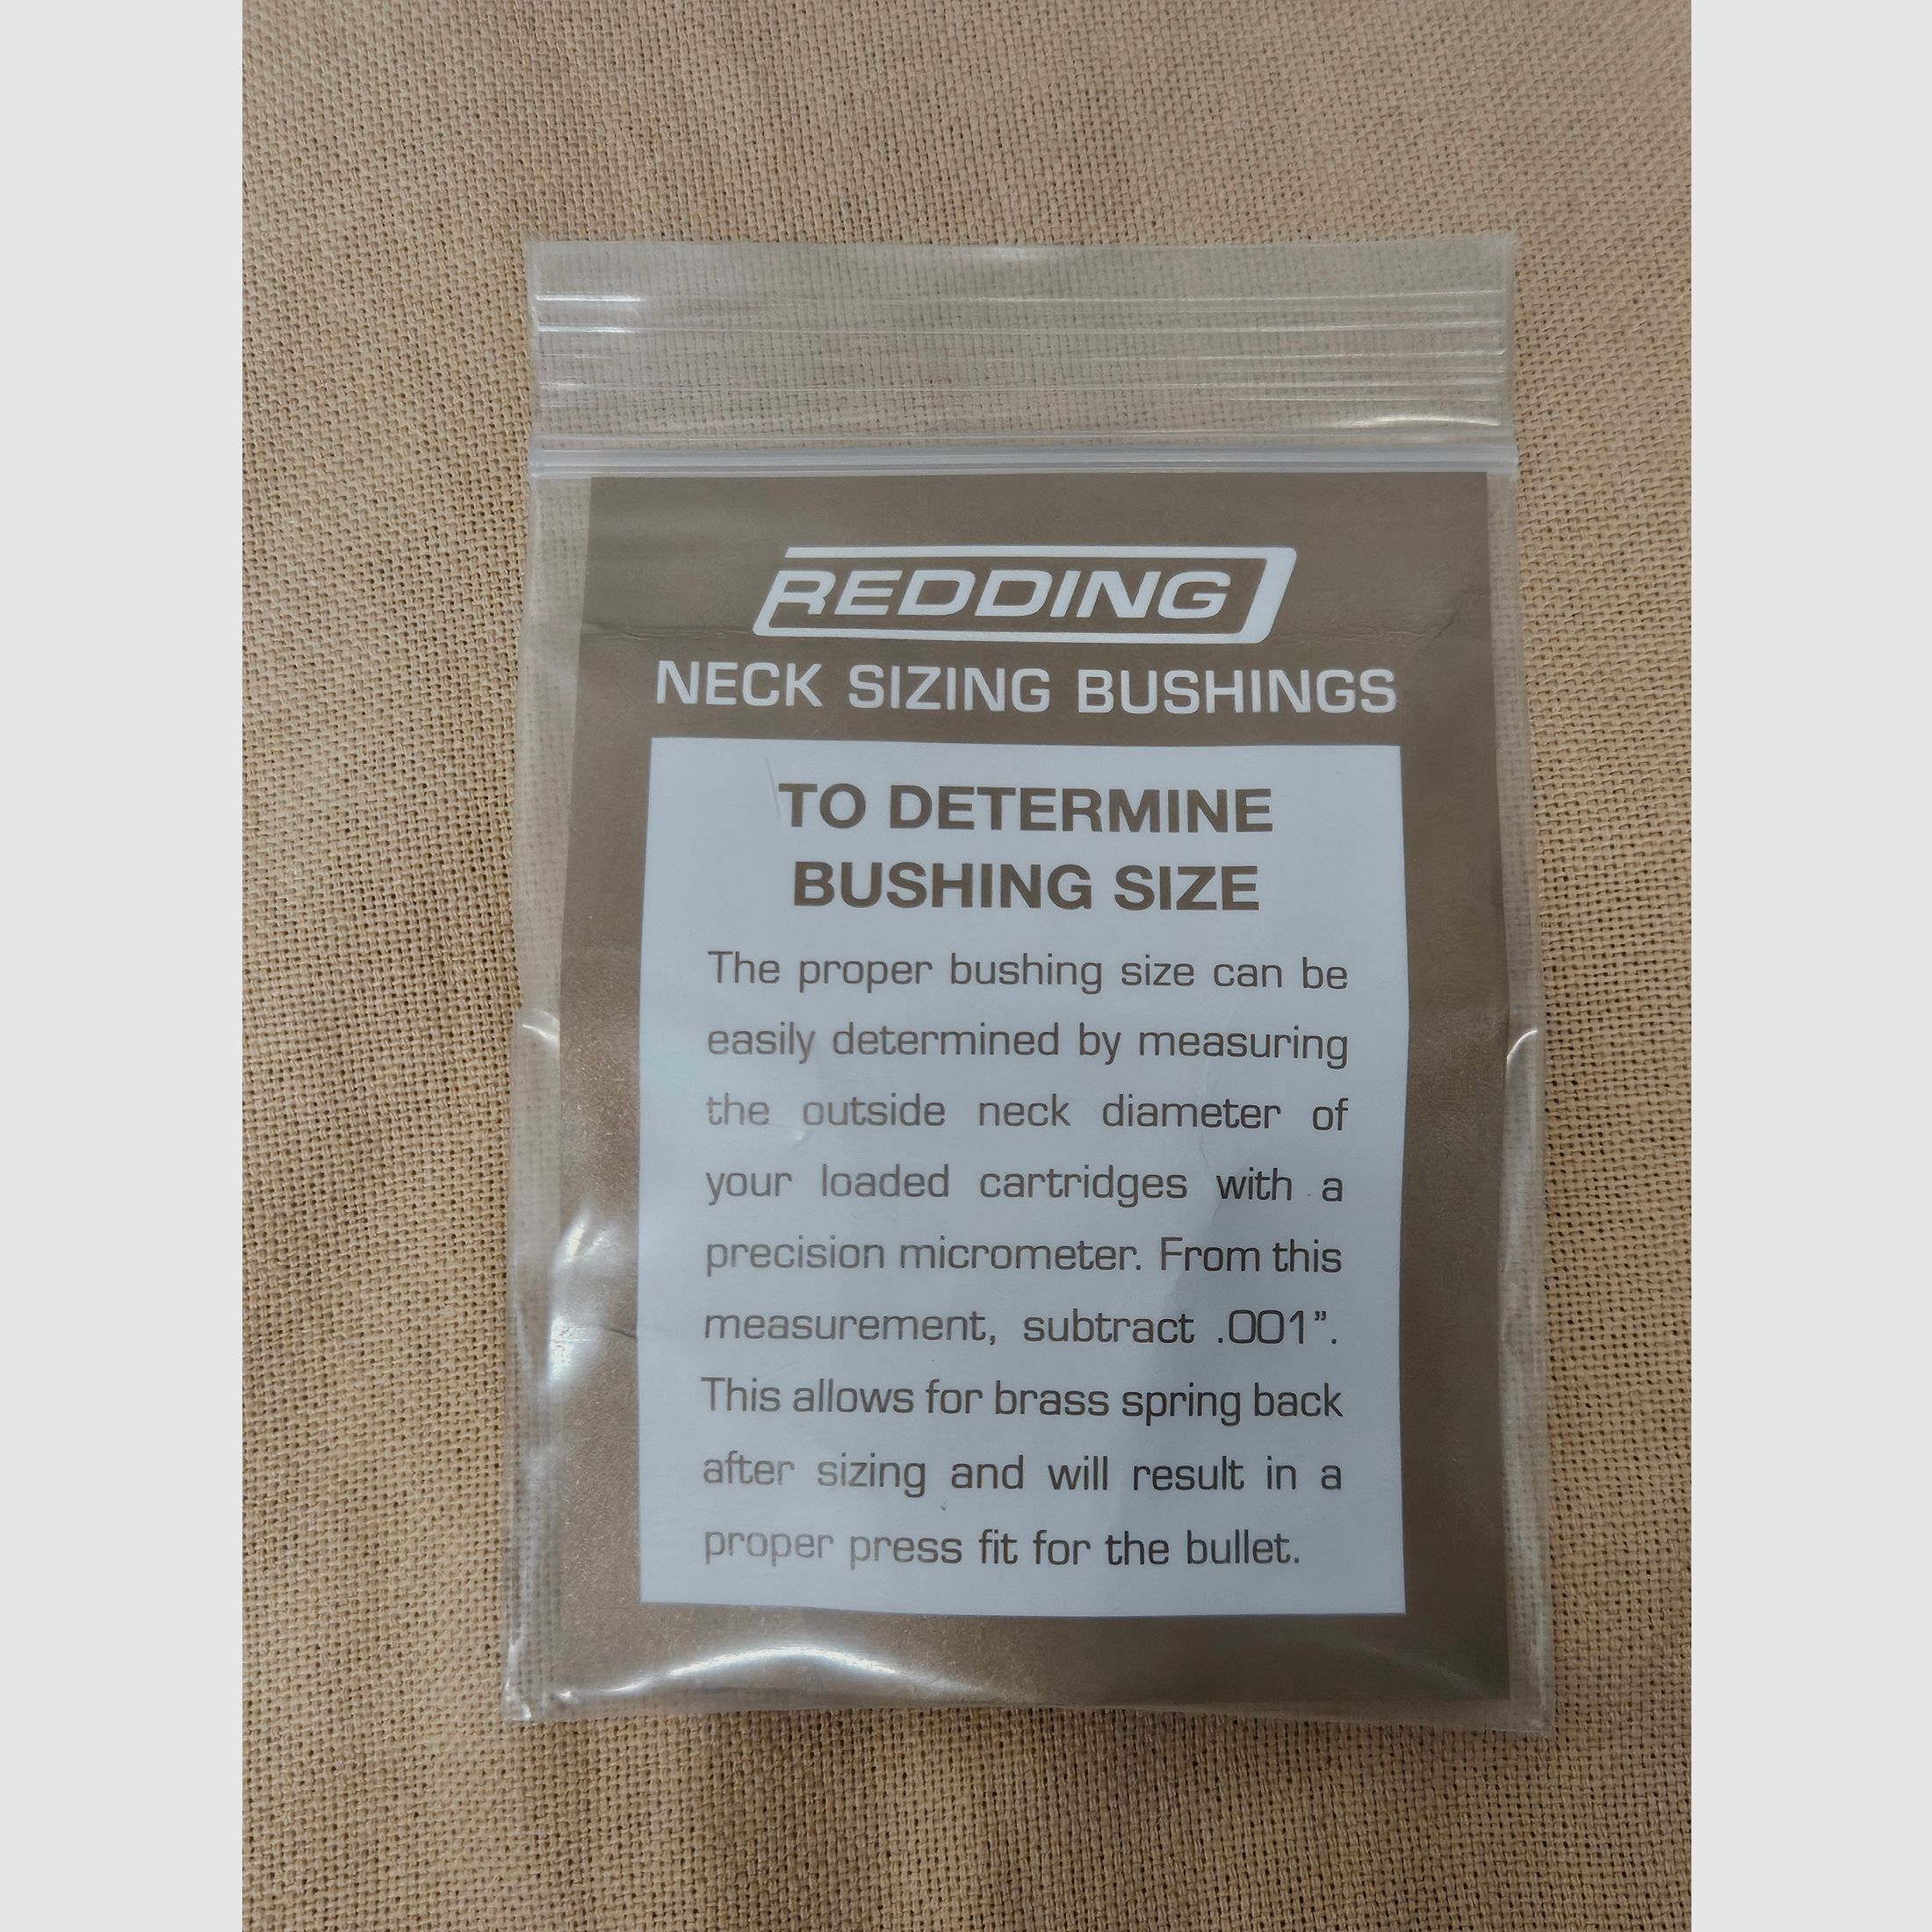 REDDING
NECK SIZING BUSHINGS
TO DETERMINE
BUSHING SIZE
The proper bushing size can be
easily determined by measuring
the outside neck diameter of
your loaded cartridges with a
precision micrometer. From this
measurement, subtract .001”.
This allows for brass spring back
after sizing and will result in a
proper press fit for the bullet.